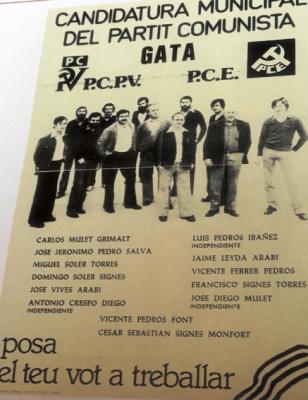 CANDIDATURA MUNICIPAL
DEL PARTIT COMUNISTA
GATA
PC
PV P.C.P.V. P.C.E. PCE
CARLOS MULET GRIMALT
JOSE JERONIMO PEDRO SALVA
MIGUEL SOLER TORRES
DOMINGO SOLER SIGNES
JOSE VIVES ARABI
ANTONIO CRESPO DIEGO
INDEPENDIENTE
LUIS PEDROS IBAÑEZ
INDEPENDIENTE
JAIME LEYDA ARABI
VICENTE FERRER PEDROS
FRANCISCO SIGNES TORRES
JOSE DIEGO MULET
INDEPENDIENTE
VICENTE PEDROS FONT
CESAR SEBASTIAN SIGNES MONFORT
posa
el teu vot a treballar